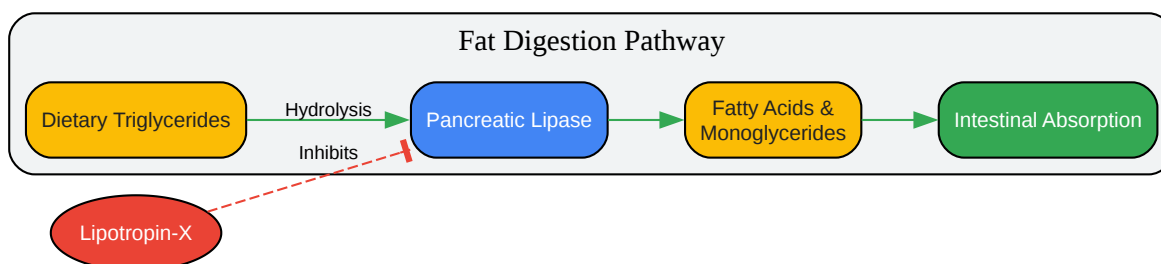 Fat Digestion Pathway
Dietary Triglycerides
Hydrolysis
Pancreatic Lipase
Fatty Acids &
Monoglycerides
Intestinal Absorption
Inhibits
Lipotropin-X